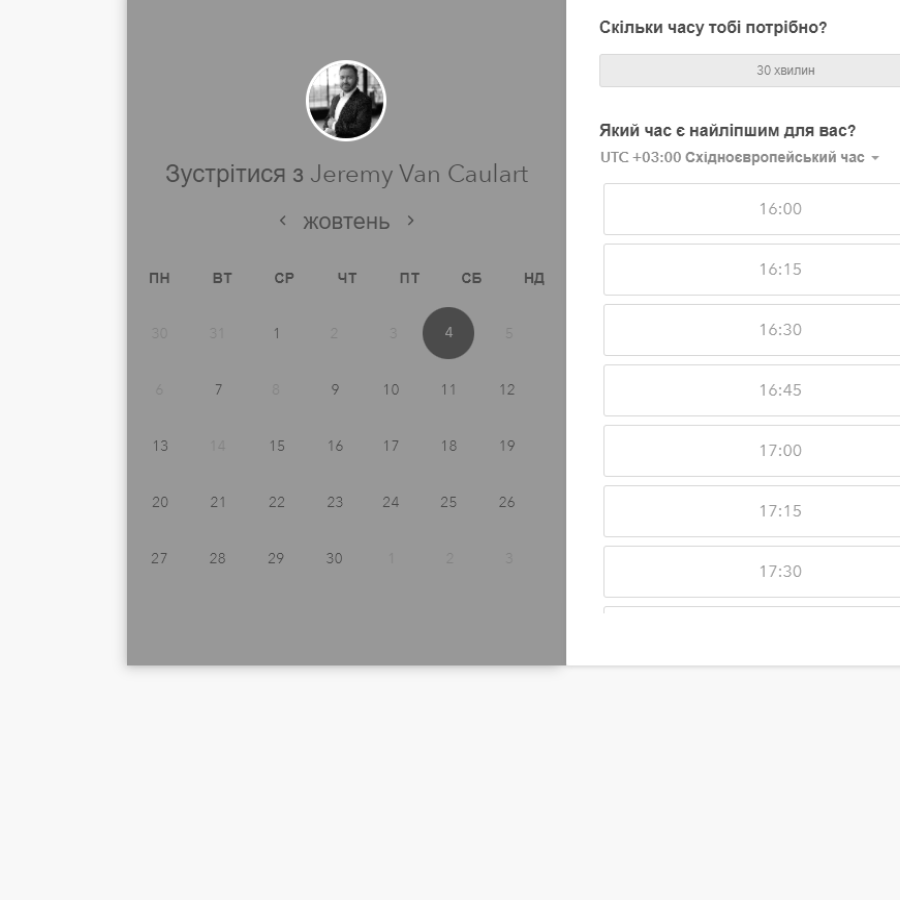 Зустрітися з Jeremy Van Caulart
жовтень
ПН ВТ СР ЧТ ПТ СБ НД
30 31 1 2 3 4 5
6 7 8 9 10 11 12
13 14 15 16 17 18 19
20 21 22 23 24 25 26
27 28 29 30 1 2 3
Скільки часу тобі потрібно?
30 хвилин
Який час є найліпшим для вас?
UTC +03:00 Східноєвропейський час
16:00
16:15
16:30
16:45
17:00
17:15
17:30